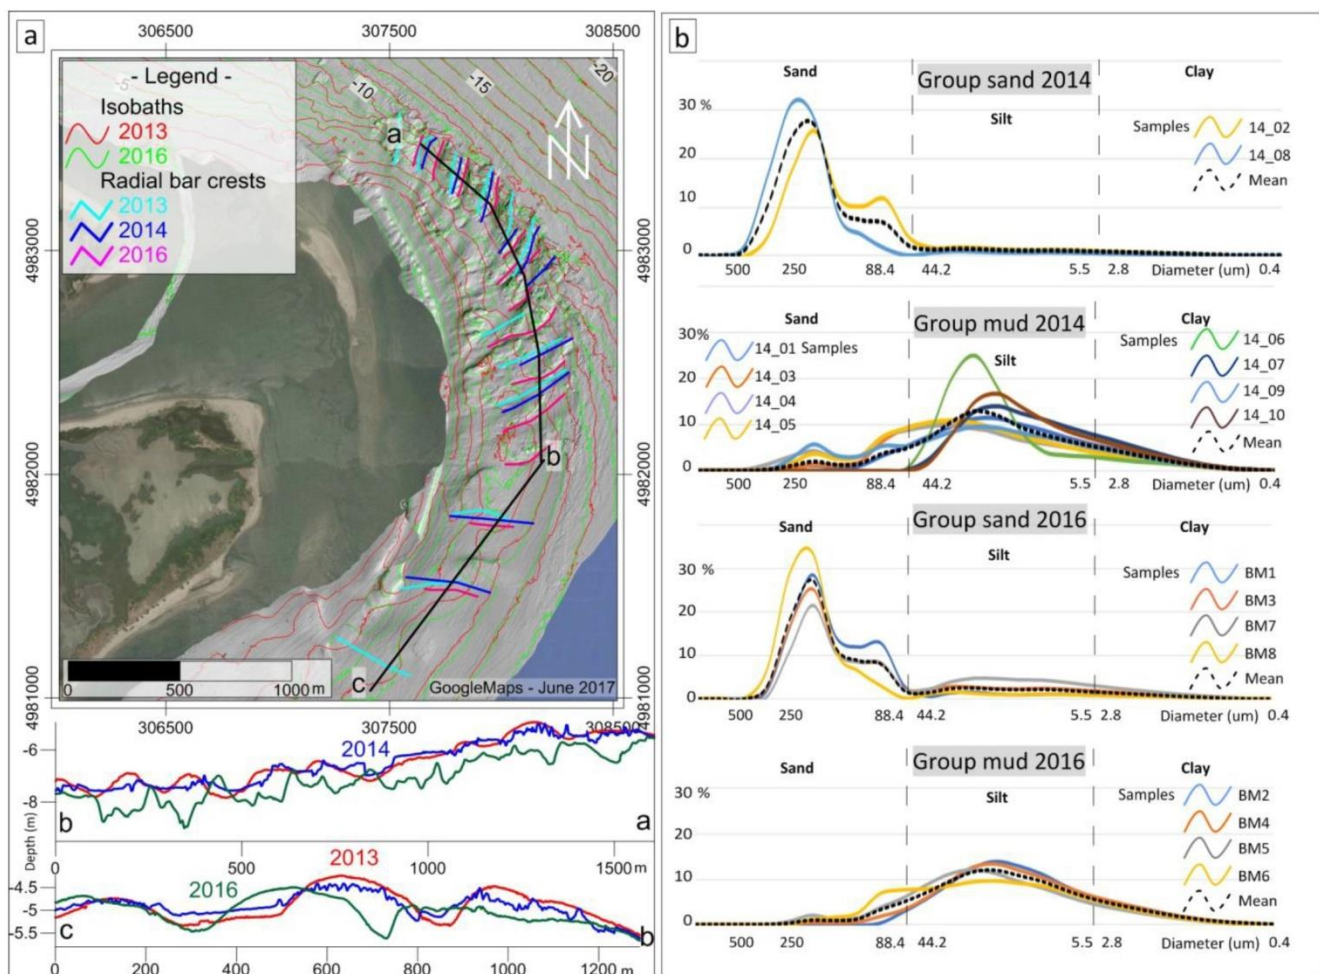 a
306500
307500
308500
- Legend -
Isobaths
2013
2016
Radial bar crests
2013
2014
2016
-5
-10
-15
-20
N
a
b
c
4983000
4982000
4981000
4983000
4982000
4981000
0
500
1000 m
GoogleMaps - June 2017
306500
307500
308500
Depth (m)
-6
-8
2014
b
a
0
500
1000
1500 m
-4.5
-5
-5.5
2016
2013
c
b
0
200
400
600
800
1000
1200 m
b
Sand
Group sand 2014
Clay
30 %
Silt
Samples
14_02
14_08
Mean
20
10
0
500
250
88.4
44.2
5.5
2.8
Diameter (um)
0.4
Sand
Group mud 2014
Clay
30%
Silt
14_01 Samples
14_03
14_04
14_05
Samples
14_06
14_07
14_09
14_10
Mean
20
10
0
500
250
88.4
44.2
5.5
2.8
Diameter (um)
0.4
Sand
Group sand 2016
Clay
30 %
Silt
Samples
BM1
BM3
BM7
BM8
Mean
20
10
0
500
250
88.4
44.2
5.5
2.8
Diameter (um)
0.4
Sand
Group mud 2016
Clay
30 %
Silt
Samples
BM2
BM4
BM5
BM6
Mean
20
10
0
500
250
88.4
44.2
5.5
2.8
Diameter (um)
0.4